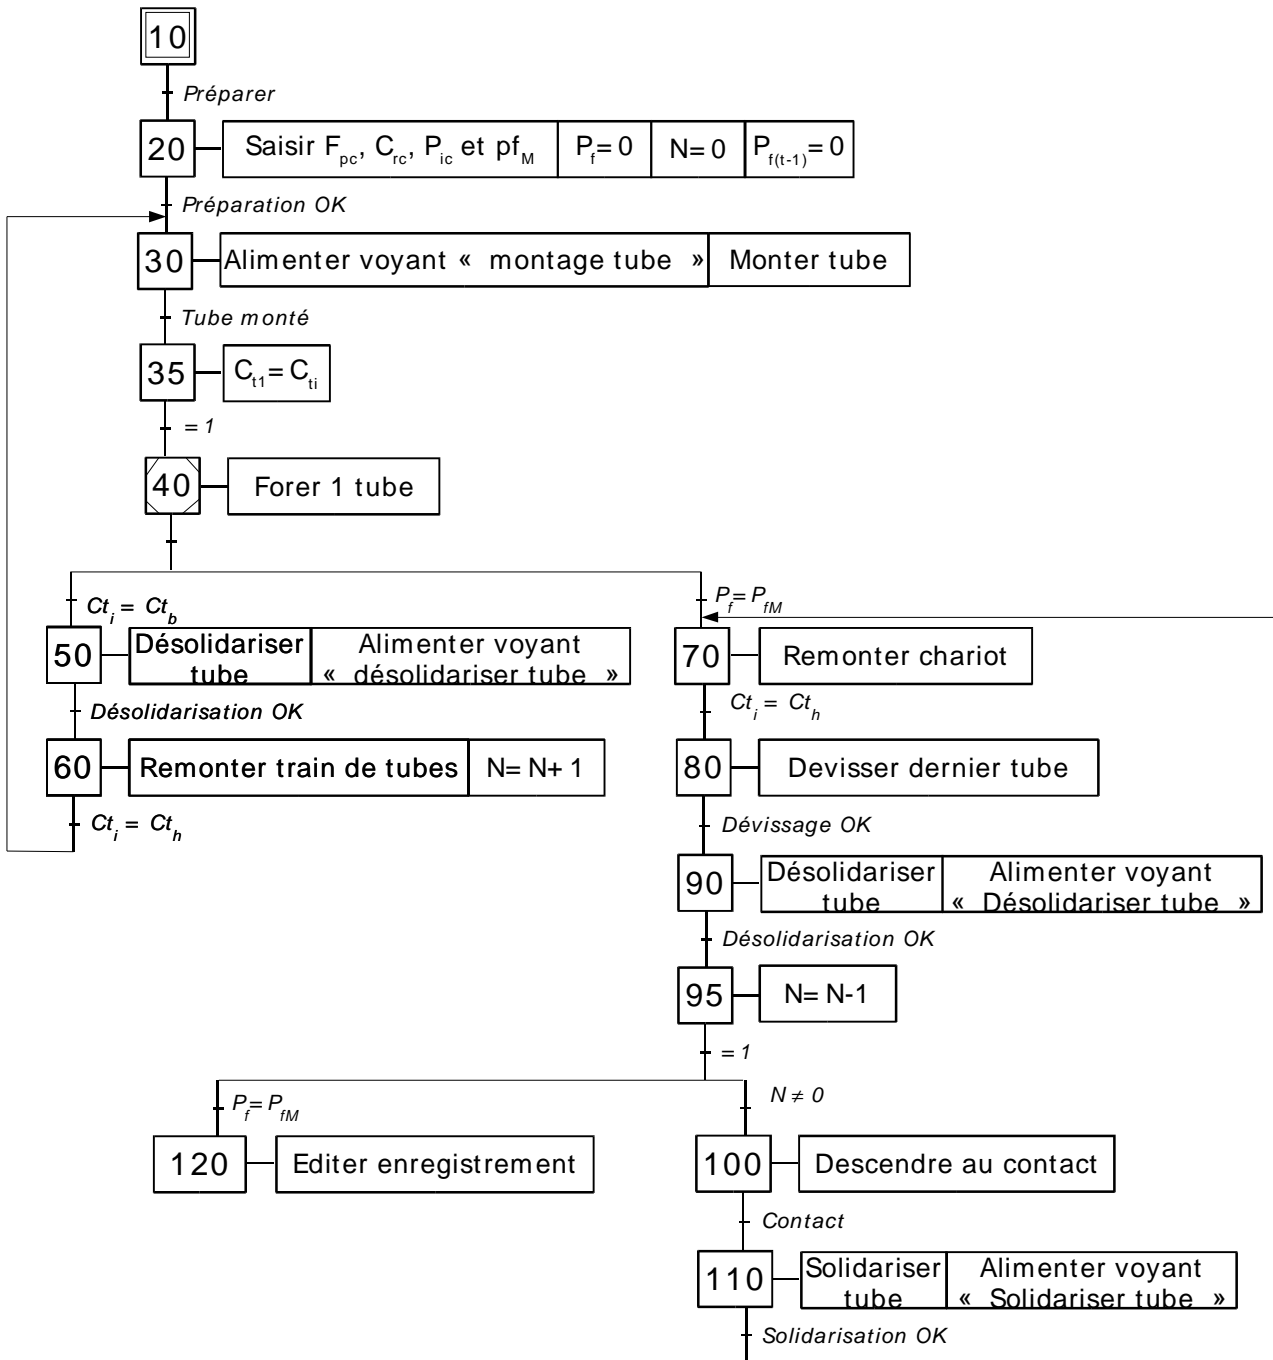 10
Préparer
20 Saisir F_pc, C_rc, P_ic et pf_M P_f= 0 N= 0 P_f(t-1)= 0
Préparation OK
30 Alimenter voyant « montage tube » Monter tube
Tube monté
35 C_t1= C_ti
= 1
40 Forer 1 tube
Ct_i = Ct_b
P_f= P_fM
50 Désolidariser tube Alimenter voyant « désolidariser tube »
70 Remonter chariot
Désolidarisation OK
Ct_i = Ct_h
60 Remonter train de tubes N= N+ 1
80 Devisser dernier tube
Ct_i = Ct_h
Dévissage OK
90 Désolidariser tube Alimenter voyant « Désolidariser tube »
Désolidarisation OK
95 N= N-1
= 1
P_f= P_fM
N ≠ 0
120 Editer enregistrement
100 Descendre au contact
Contact
110 Solidariser tube Alimenter voyant « Solidariser tube »
Solidarisation OK